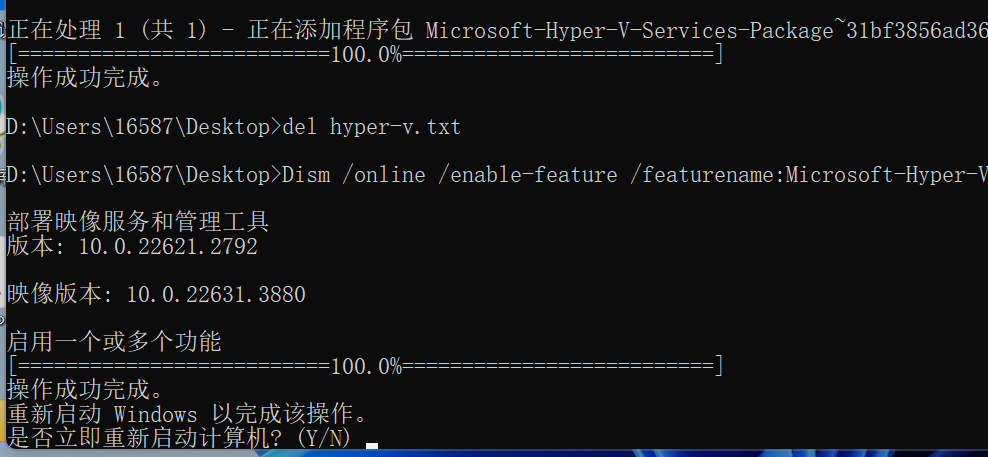 正在处理 1 (共 1) - 正在添加程序包 Microsoft-Hyper-V-Services-Package~31bf3856ad36
[==========================100.0%==========================]
操作成功完成。
D:\Users\16587\Desktop>del hyper-v.txt
D:\Users\16587\Desktop>Dism /online /enable-feature /featurename:Microsoft-Hyper-V
部署映像服务和管理工具
版本: 10.0.22621.2792
映像版本: 10.0.22631.3880
启用一个或多个功能
[==========================100.0%==========================]
操作成功完成。
重新启动 Windows 以完成该操作。
是否立即重新启动计算机? (Y/N)